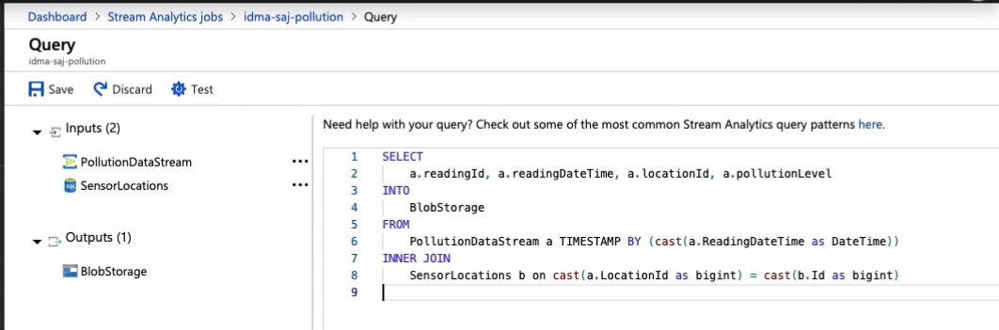 Dashboard > Stream Analytics jobs > idma-saj-pollution > Query
Query
idma-saj-pollution
Save Discard Test
Inputs (2)
PollutionDataStream •••
SQL SensorLocations •••
Outputs (1)
BlobStorage
Need help with your query? Check out some of the most common Stream Analytics query patterns here.
1 SELECT
2 a.readingId, a.readingDateTime, a.locationId, a.pollutionLevel
3 INTO
4 BlobStorage
5 FROM
6 PollutionDataStream a TIMESTAMP BY (cast(a.ReadingDateTime as DateTime))
7 INNER JOIN
8 SensorLocations b on cast(a.LocationId as bigint) = cast(b.Id as bigint)
9